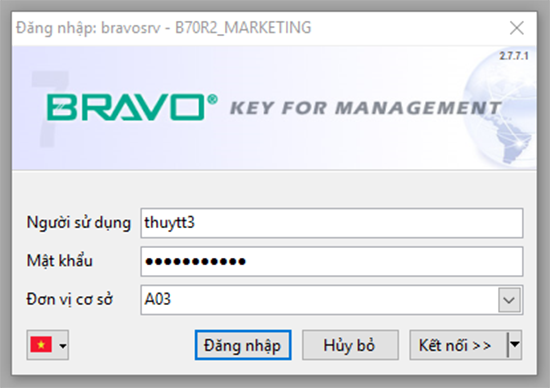 Đăng nhập: bravosrv - B70R2_MARKETING
2.7.7.1
7
BRAVO® KEY FOR MANAGEMENT
Người sử dụng thuytt3
Mật khẩu ●●●●●●●●●●●
Đơn vị cơ sở A03
Đăng nhập Hủy bỏ Kết nối >>